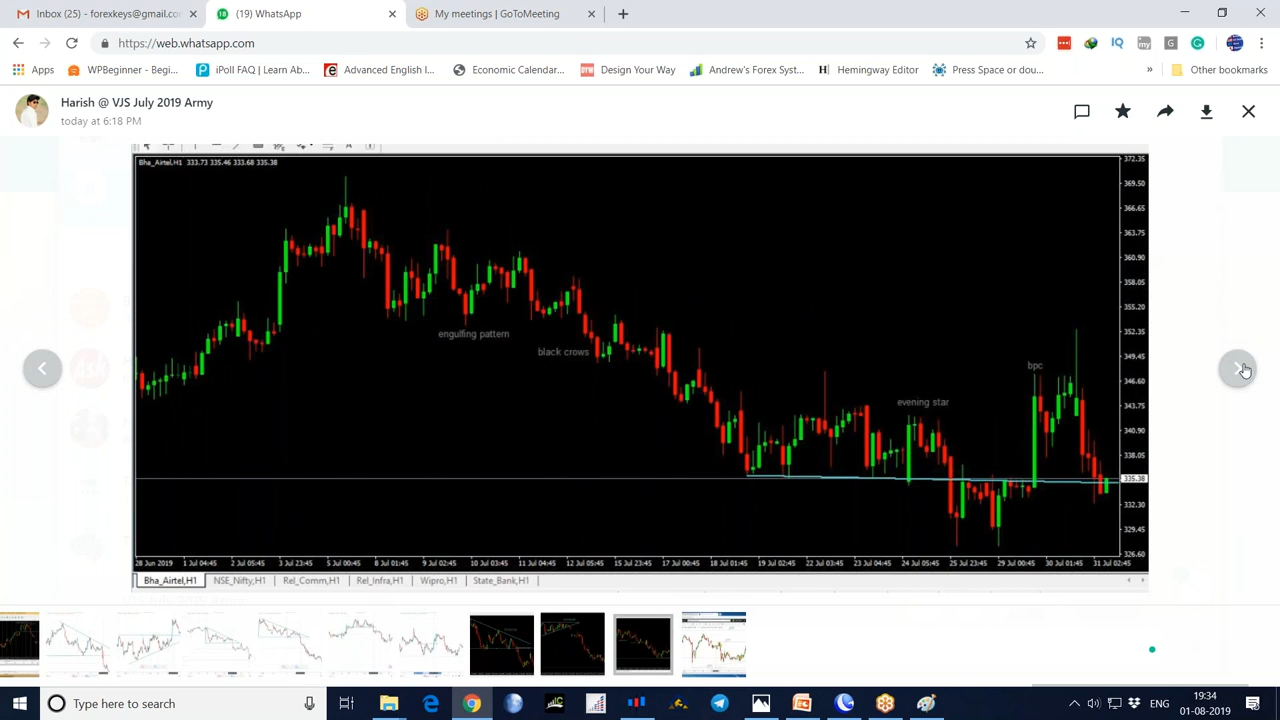 Inbox (25) - forexkeys@gmail.co
(19) WhatsApp
My meetings | GoToMeeting
https://web.whatsapp.com
Apps
WPBeginner - Begi...
iPoll FAQ | Learn Ab...
Advanced English I...
Economic Calendar...
Design Your Way
Andrew's Forex Syst...
Hemingway Editor
Press Space or dou...
»
Other bookmarks
Harish @ VJS July 2019 Army
today at 6:18 PM
Bha_Airtel,H1 333.73 335.46 333.68 335.38
372.35
369.50
366.65
363.75
360.90
358.05
355.20
352.35
349.45
346.60
343.75
340.90
338.05
335.38
332.30
329.45
326.60
engulfing pattern
black crows
evening star
bpc
28 Jun 2019 1 Jul 04:45 2 Jul 05:45 3 Jul 23:45 5 Jul 00:45 8 Jul 01:45 9 Jul 02:45 10 Jul 03:45 11 Jul 04:45 12 Jul 05:45 15 Jul 23:45 17 Jul 00:45 18 Jul 01:45 19 Jul 02:45 22 Jul 03:45 23 Jul 04:45 24 Jul 05:45 25 Jul 23:45 29 Jul 00:45 30 Jul 01:45 31 Jul 02:45
Bha_Airtel,H1 NSE_Nifty,H1 Rel_Comm,H1 Rel_Infra,H1 Wipro,H1 State_Bank,H1
Type here to search
ENG
19:34
01-08-2019